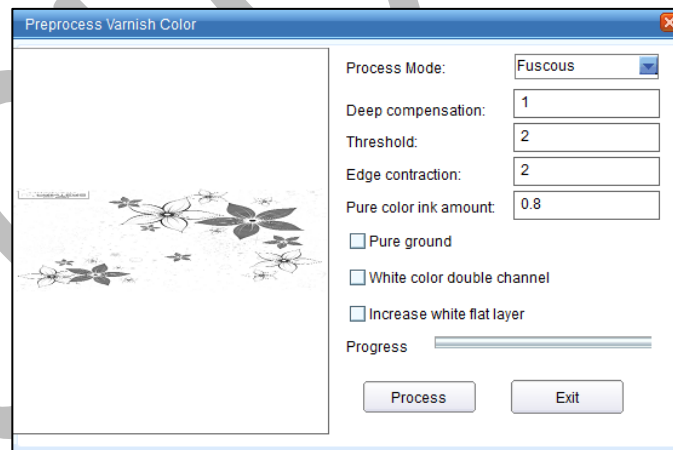 Preprocess Varnish Color
Process Mode:
Fuscous
Deep compensation:
1
Threshold:
2
Edge contraction:
2
Pure color ink amount:
0.8
Pure ground
White color double channel
Increase white flat layer
Progress
Process
Exit